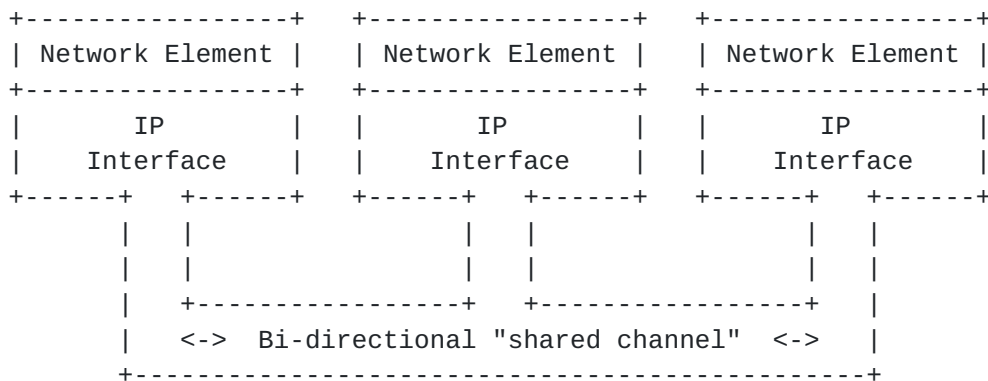 Network Element Network Element Network Element
IP IP IP
Interface Interface Interface
<-> Bi-directional "shared channel" <->